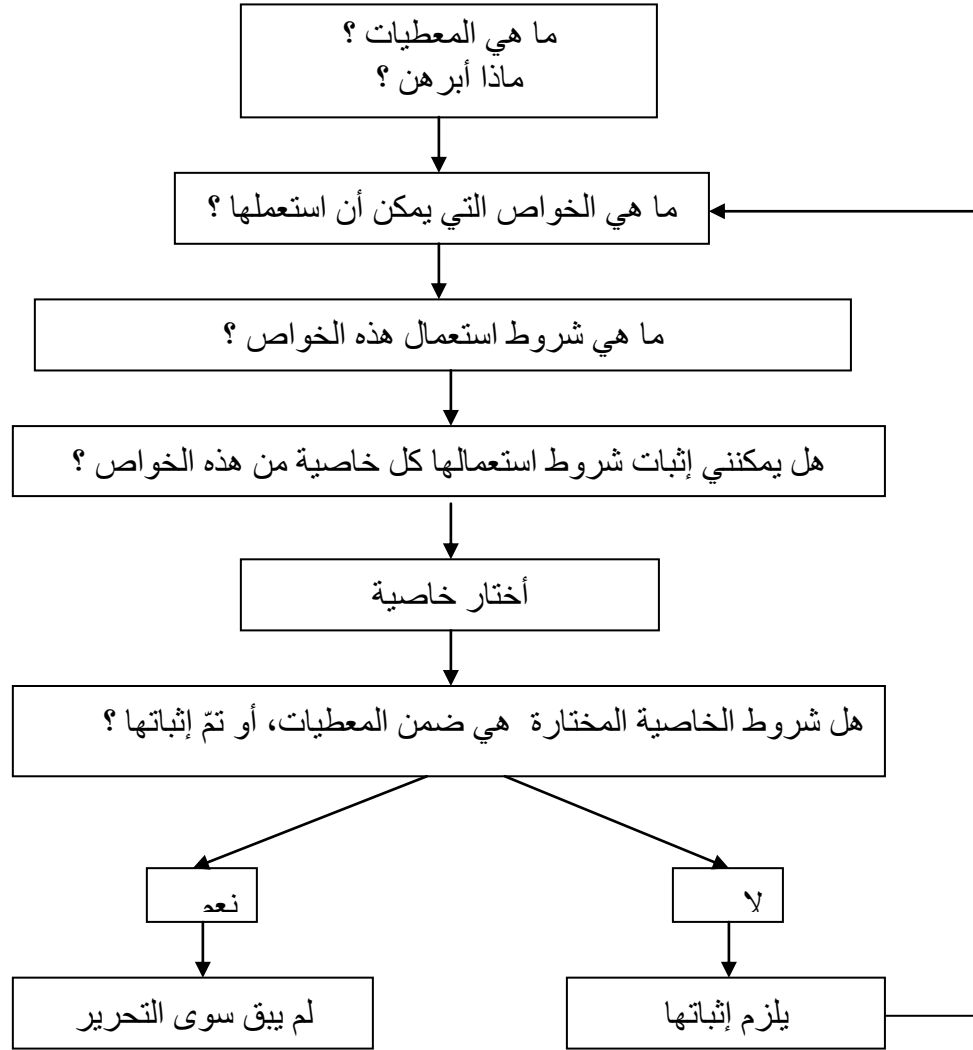 ما هي المعطيات ؟
ماذا أبرهن ؟
ما هي الخواص التي يمكن أن استعملها ؟
ما هي شروط استعمال هذه الخواص ؟
هل يمكنني إثبات شروط استعمالها كل خاصية من هذه الخواص ؟
أختار خاصية
هل شروط الخاصية المختارة هي ضمن المعطيات، أو تمّ إثباتها ؟
نعم
لا
لم يبق سوى التحرير
يلزم إثباتها